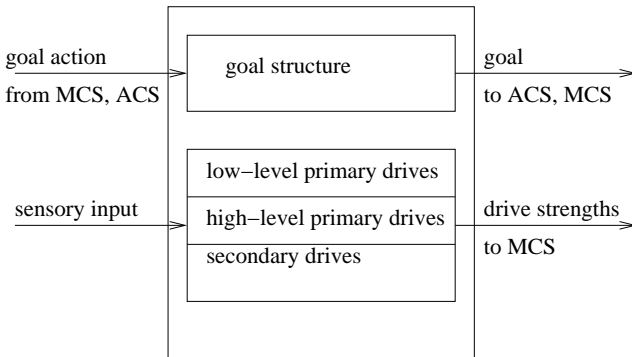 goal action
from MCS, ACS
goal structure
goal
to ACS, MCS
low−level primary drives
sensory input
high−level primary drives
drive strengths
to MCS
secondary drives